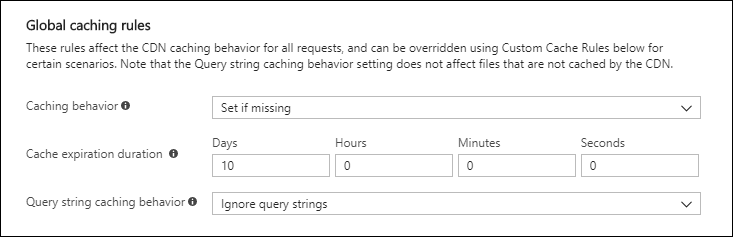 Global caching rules
These rules affect the CDN caching behavior for all requests, and can be overridden using Custom Cache Rules below for
certain scenarios. Note that the Query string caching behavior setting does not affect files that are not cached by the CDN.
Caching behavior
Set if missing
Days Hours Minutes Seconds
Cache expiration duration
10 0 0 0
Query string caching behavior
Ignore query strings